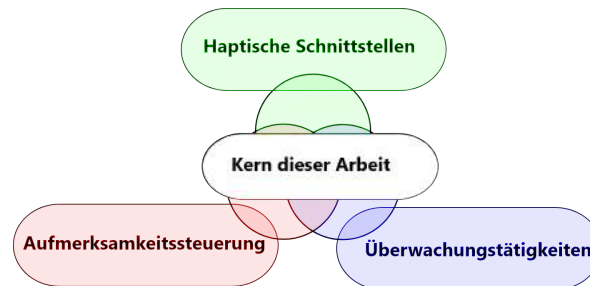 Haptische Schnittstellen
Kern dieser Arbeit
Aufmerksamkeitssteuerung
Überwachungstätigkeiten